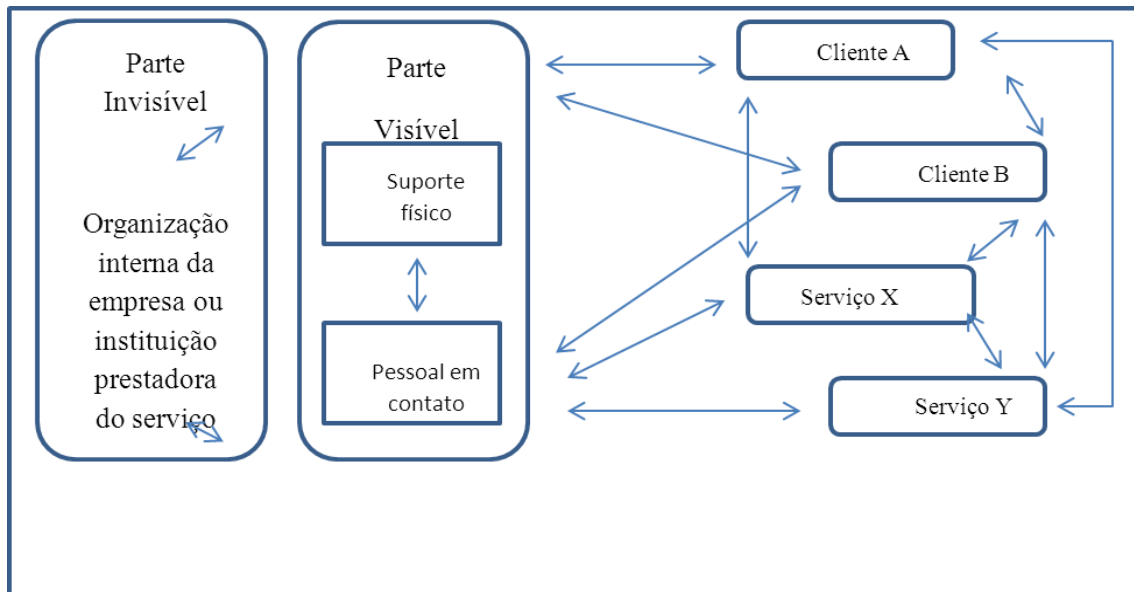 Parte
Invisível
Organização
interna da
empresa ou
instituição
prestadora
do serviço
Parte
Visível
Suporte
físico
Pessoal em
contato
Cliente A
Cliente B
Serviço X
Serviço Y